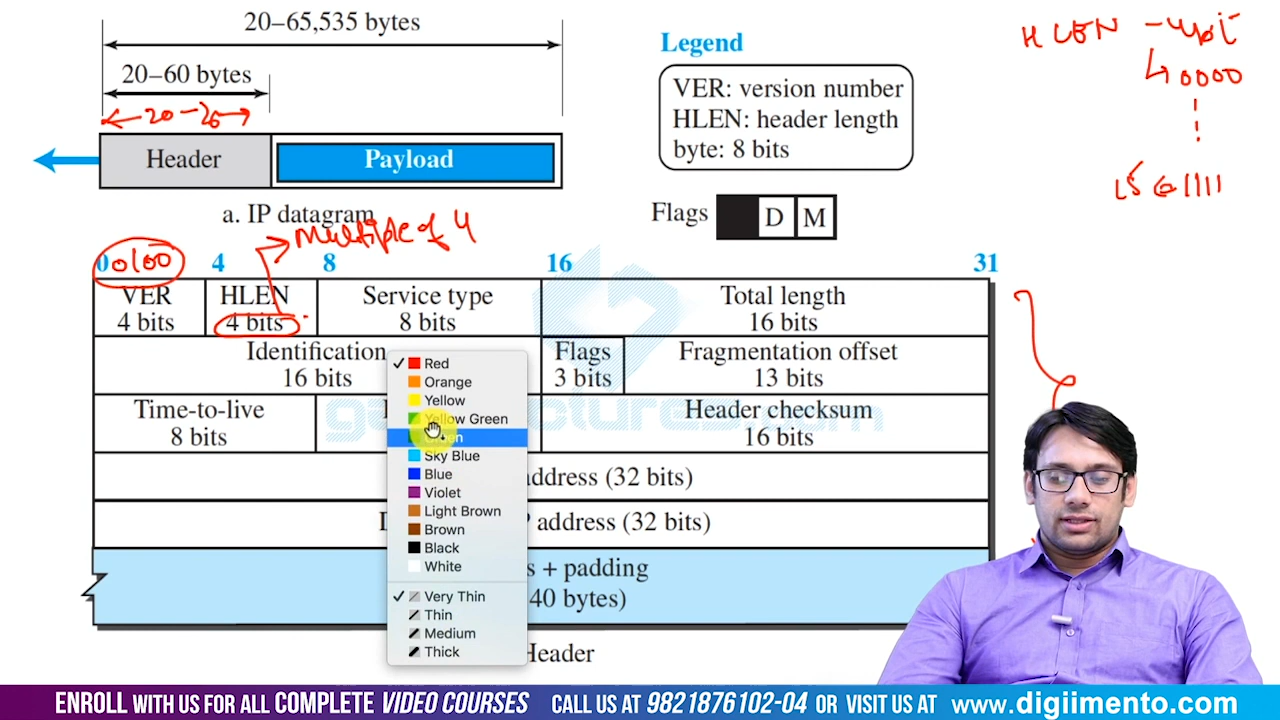 20–65,535 bytes
20–60 bytes
Header
Payload
a. IP datagram
Legend
VER: version number
HLEN: header length
byte: 8 bits
Flags
D M
HLEN - 4bit
0000
15 1111
multiple of 4
0100
0 4 8 16 31
VER
4 bits
HLEN
4 bits
Service type
8 bits
Total length
16 bits
Identification
16 bits
Flags
3 bits
Fragmentation offset
13 bits
Time-to-live
8 bits
Header checksum
16 bits
address (32 bits)
address (32 bits)
+ padding
40 bytes)
Header
✓ Red
Orange
Yellow
Yellow Green
Green
Sky Blue
Blue
Violet
Light Brown
Brown
Black
White
✓ Very Thin
Thin
Medium
Thick
ENROLL WITH US FOR ALL COMPLETE VIDEO COURSES CALL US AT 9821876102-04 OR VISIT US AT www.digiimento.com